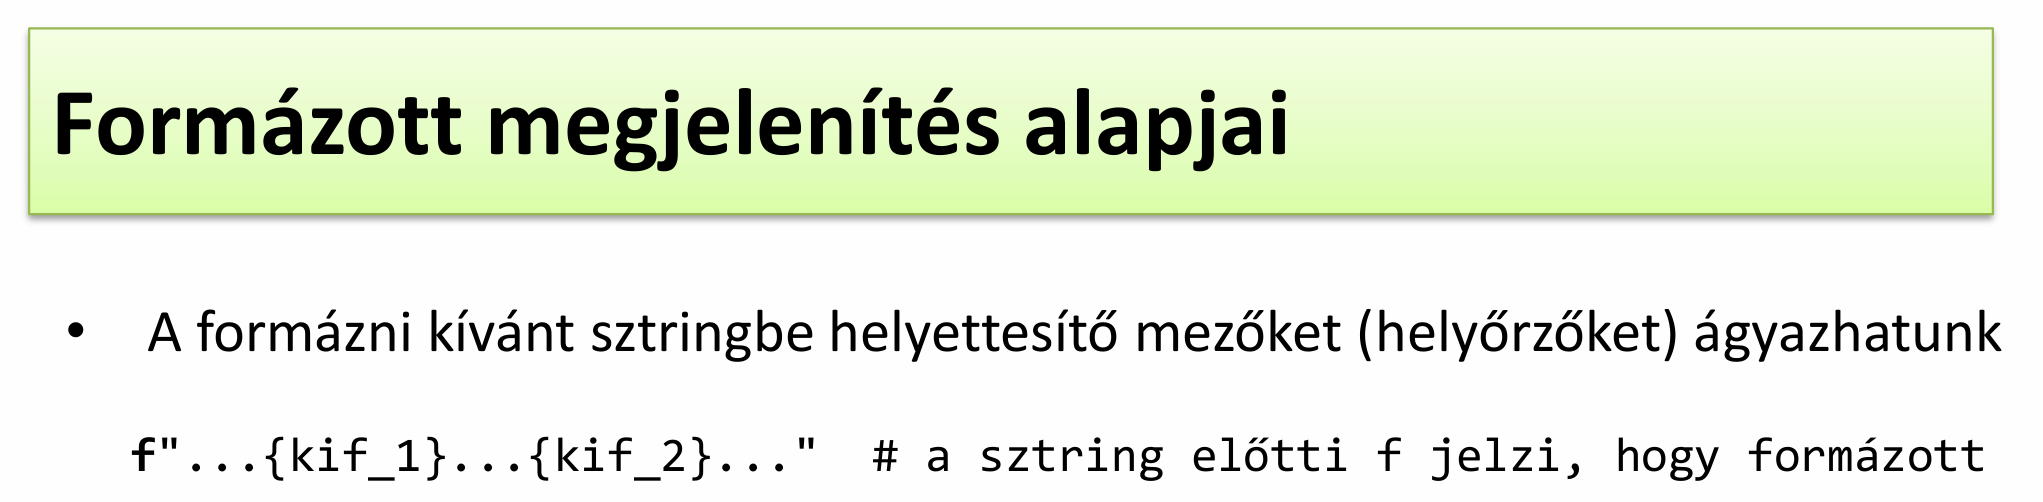 Formázott megjelenítés alapjai
• A formázni kívánt sztringbe helyettesítő mezőket (helyőrzőket) ágyazhatunk
f"...{kif_1}...{kif_2}..." # a sztring előtti f jelzi, hogy formázott